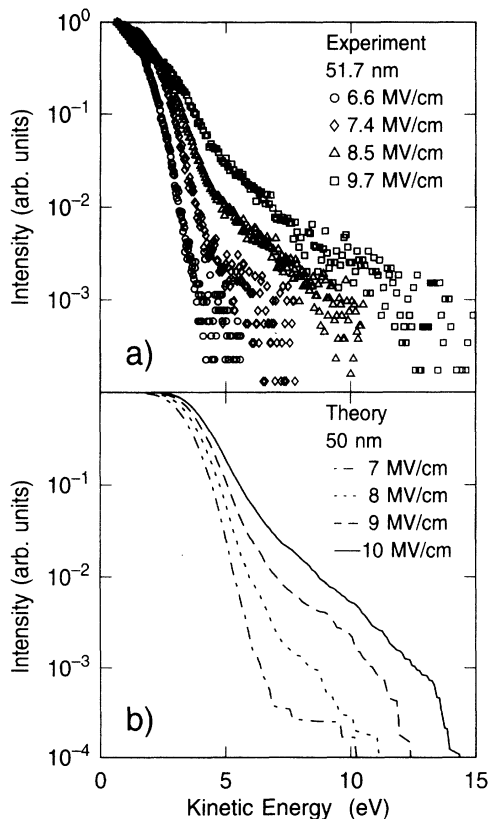 10⁰
Experiment
51.7 nm
○ 6.6 MV/cm
◇ 7.4 MV/cm
△ 8.5 MV/cm
□ 9.7 MV/cm
10⁻¹
10⁻²
10⁻³
Intensity (arb. units)
a)
Theory
50 nm
7 MV/cm
8 MV/cm
9 MV/cm
10 MV/cm
10⁻¹
10⁻²
10⁻³
10⁻⁴
Intensity (arb. units)
b)
0 5 10 15
Kinetic Energy (eV)